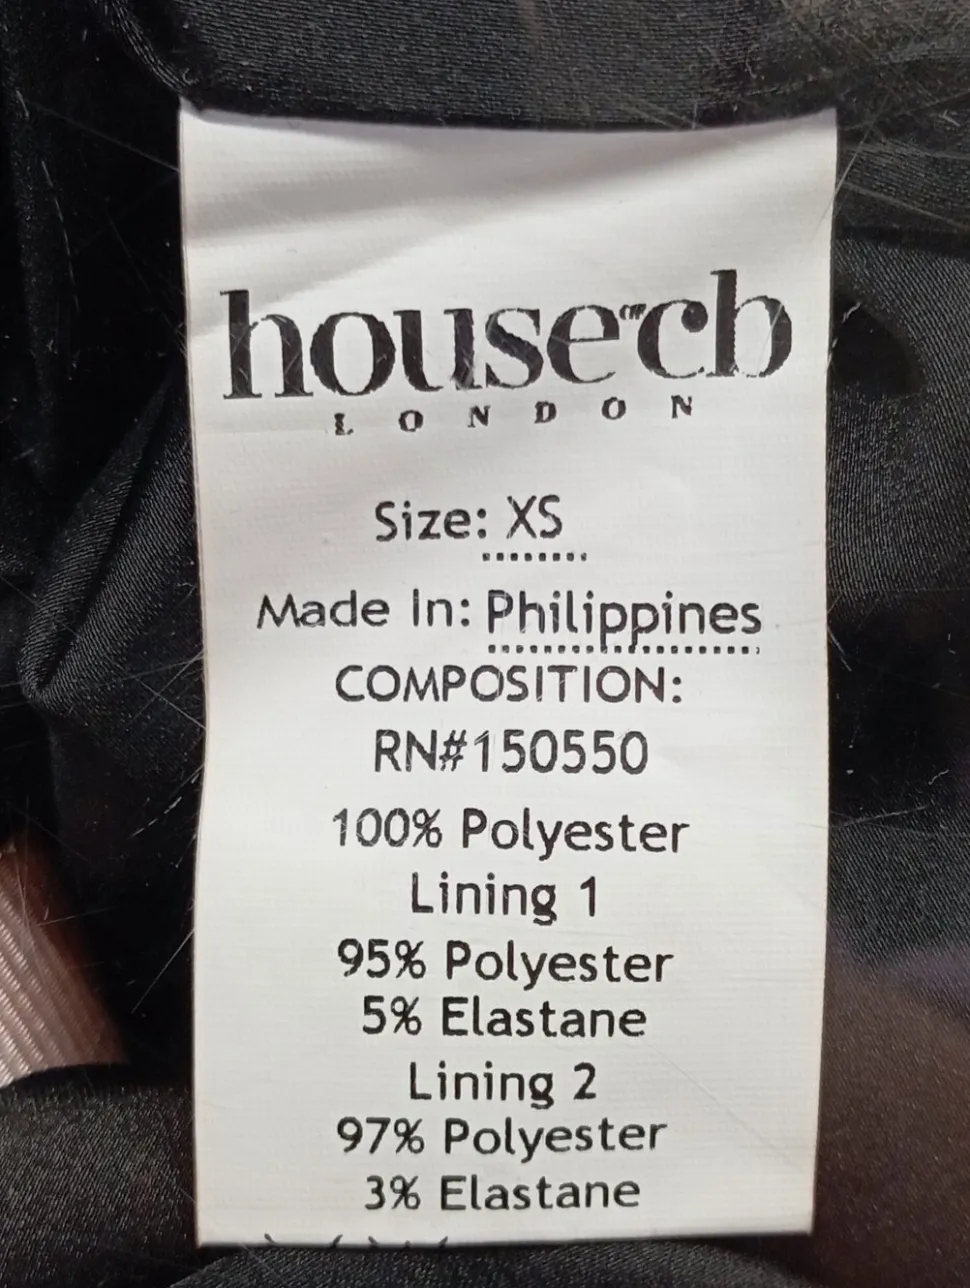 house of cb
LONDON
Size: XS
Made In: Philippines
COMPOSITION:
RN#150550
100% Polyester
Lining 1
95% Polyester
5% Elastane
Lining 2
97% Polyester
3% Elastane